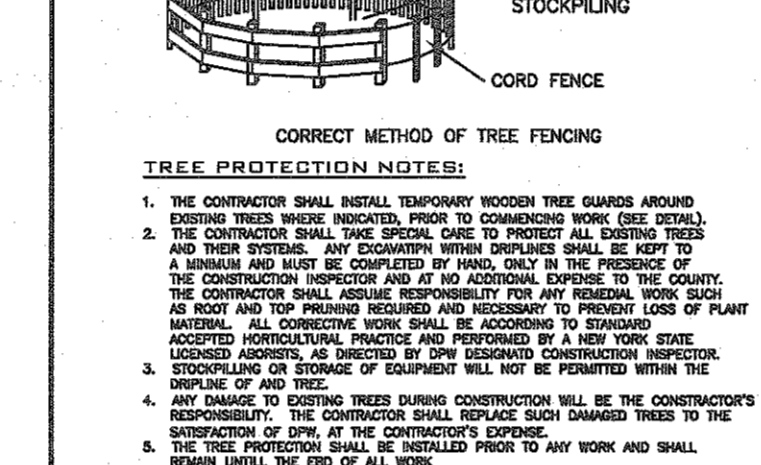 STOCKPILING
CORD FENCE
CORRECT METHOD OF TREE FENCING
TREE PROTECTION NOTES:
1. THE CONTRACTOR SHALL INSTALL TEMPORARY WOODEN TREE GUARDS AROUND
EXISTING TREES WHERE INDICATED, PRIOR TO COMMENCING WORK (SEE DETAIL).
2. THE CONTRACTOR SHALL TAKE SPECIAL CARE TO PROTECT ALL EXISTING TREES
AND THEIR SYSTEMS. ANY EXCAVATIPN WITHIN DRIPLINES SHALL BE KEPT TO
A MINIMUM AND MUST BE COMPLETED BY HAND, ONLY IN THE PRESENCE OF
THE CONSTRUCTION INSPECTOR AND AT NO ADDITIONAL EXPENSE TO THE COUNTY.
THE CONTRACTOR SHALL ASSUME RESPONSIBILITY FOR ANY REMEDIAL WORK SUCH
AS ROOT AND TOP PRUNING REQUIRED AND NECESSARY TO PREVENT LOSS OF PLANT
MATERIAL. ALL CORRECTIVE WORK SHALL BE ACCORDING TO STANDARD
ACCEPTED HORTICULTURAL PRACTICE AND PERFORMED BY A NEW YORK STATE
LICENSED ABORISTS, AS DIRECTED BY DPW DESIGNATD CONSTRUCTION INSPECTOR.
3. STOCKPILLING OR STORAGE OF EQUIPMENT WILL NOT BE PERMITTED WITHIN THE
DRIPLINE OF AND TREE.
4. ANY DAMAGE TO EXISTING TREES DURING CONSTRUCTION WILL BE THE CONSTRACTOR'S
RESPONSIBILITY. THE CONTRACTOR SHALL REPLACE SUCH DAMAGED TREES TO THE
SATISFACTION OF DPW, AT THE CONTRACTOR'S EXPENSE.
5. THE TREE PROTECTION SHALL BE INSTALLED PRIOR TO ANY WORK AND SHALL
REMAIN UNTILL THE ERD OF ALL WORK